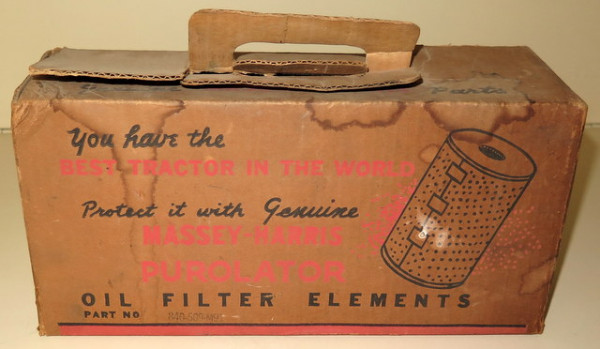 Parts
You have the
BEST TRACTOR IN THE WORLD
Protect it with Genuine
MASSEY-HARRIS
PUROLATOR
OIL FILTER ELEMENTS
PART NO